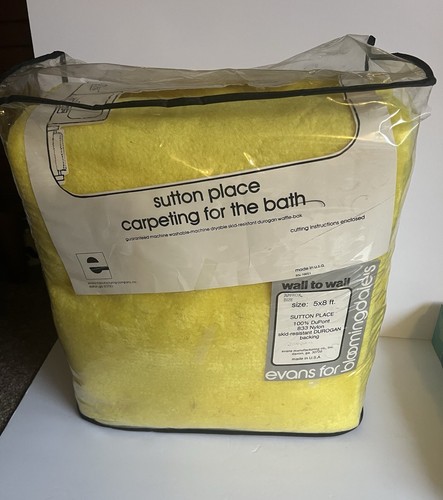 sutton place
carpeting for the bath
guaranteed machine washable-machine dryable skid-resistant durogan waffle-bak
cutting instructions enclosed
made in u.s.a.
wall to wall
size: 5x8 ft.
SUTTON PLACE
100% DuPont
833 Nylon
skid resistant DUROGAN
backing
made in U.S.A.
evans for bloomingdale's